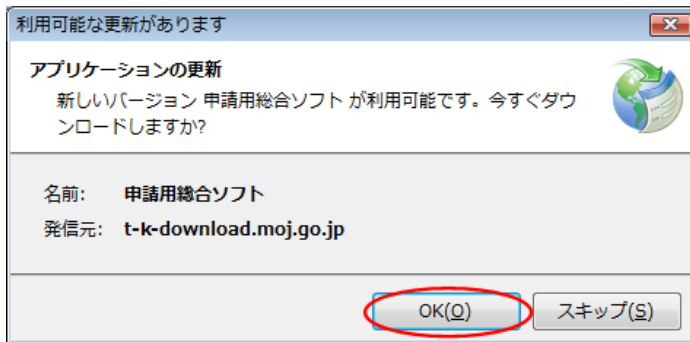 利用可能な更新があります
アプリケーションの更新
新しいバージョン 申請用総合ソフト が利用可能です。今すぐダウ
ンロードしますか?
名前: 申請用総合ソフト
発信元: t-k-download.moj.go.jp
OK(O) スキップ(S)